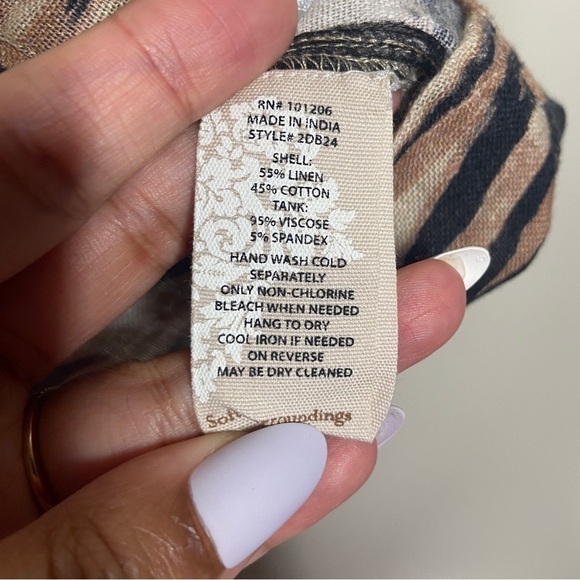 RN# 101206
MADE IN INDIA
STYLE# 2DB24
SHELL:
55% LINEN
45% COTTON
TANK:
95% VISCOSE
5% SPANDEX
HAND WASH COLD
SEPARATELY
ONLY NON-CHLORINE
BLEACH WHEN NEEDED
HANG TO DRY
COOL IRON IF NEEDED
ON REVERSE
MAY BE DRY CLEANED
Soft Surroundings